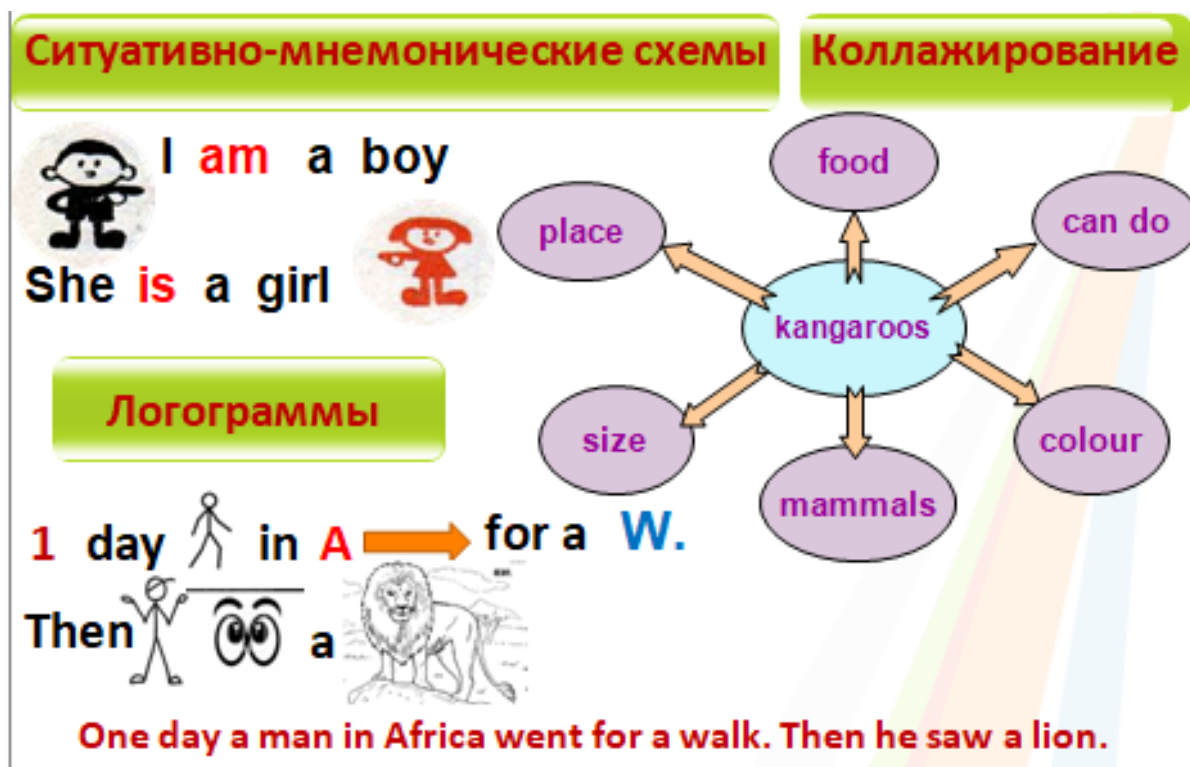 Ситуативно-мнемонические схемы
I am a boy
She is a girl
Коллажирование
food
place
can do
kangaroos
size
colour
mammals
Логограммы
1 day in A for a W.
Then a
One day a man in Africa went for a walk. Then he saw a lion.